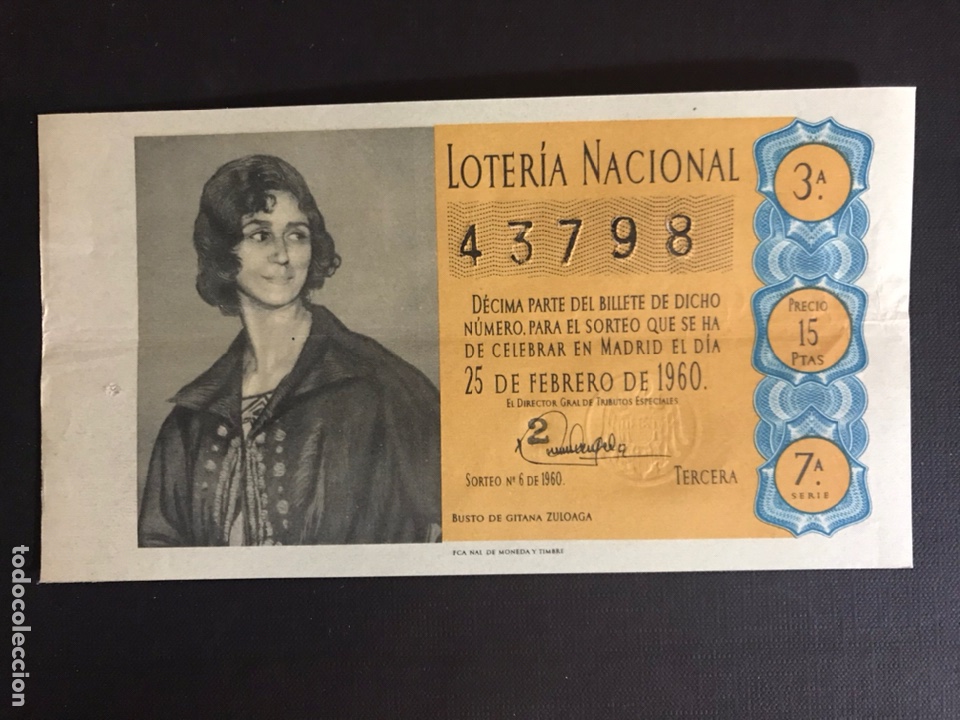 LOTERÍA NACIONAL
43798
DÉCIMA PARTE DEL BILLETE DE DICHO
NÚMERO, PARA EL SORTEO QUE SE HA
DE CELEBRAR EN MADRID EL DÍA
25 DE FEBRERO DE 1960.
EL DIRECTOR GRAL DE TRIBUTOS ESPECIALES
2
SORTEO Nº 6 DE 1960.
TERCERA
BUSTO DE GITANA ZULOAGA
FCA NAL DE MONEDA Y TIMBRE
3.ª
PRECIO
15
PTAS
7.ª
SERIE
todocoleccion